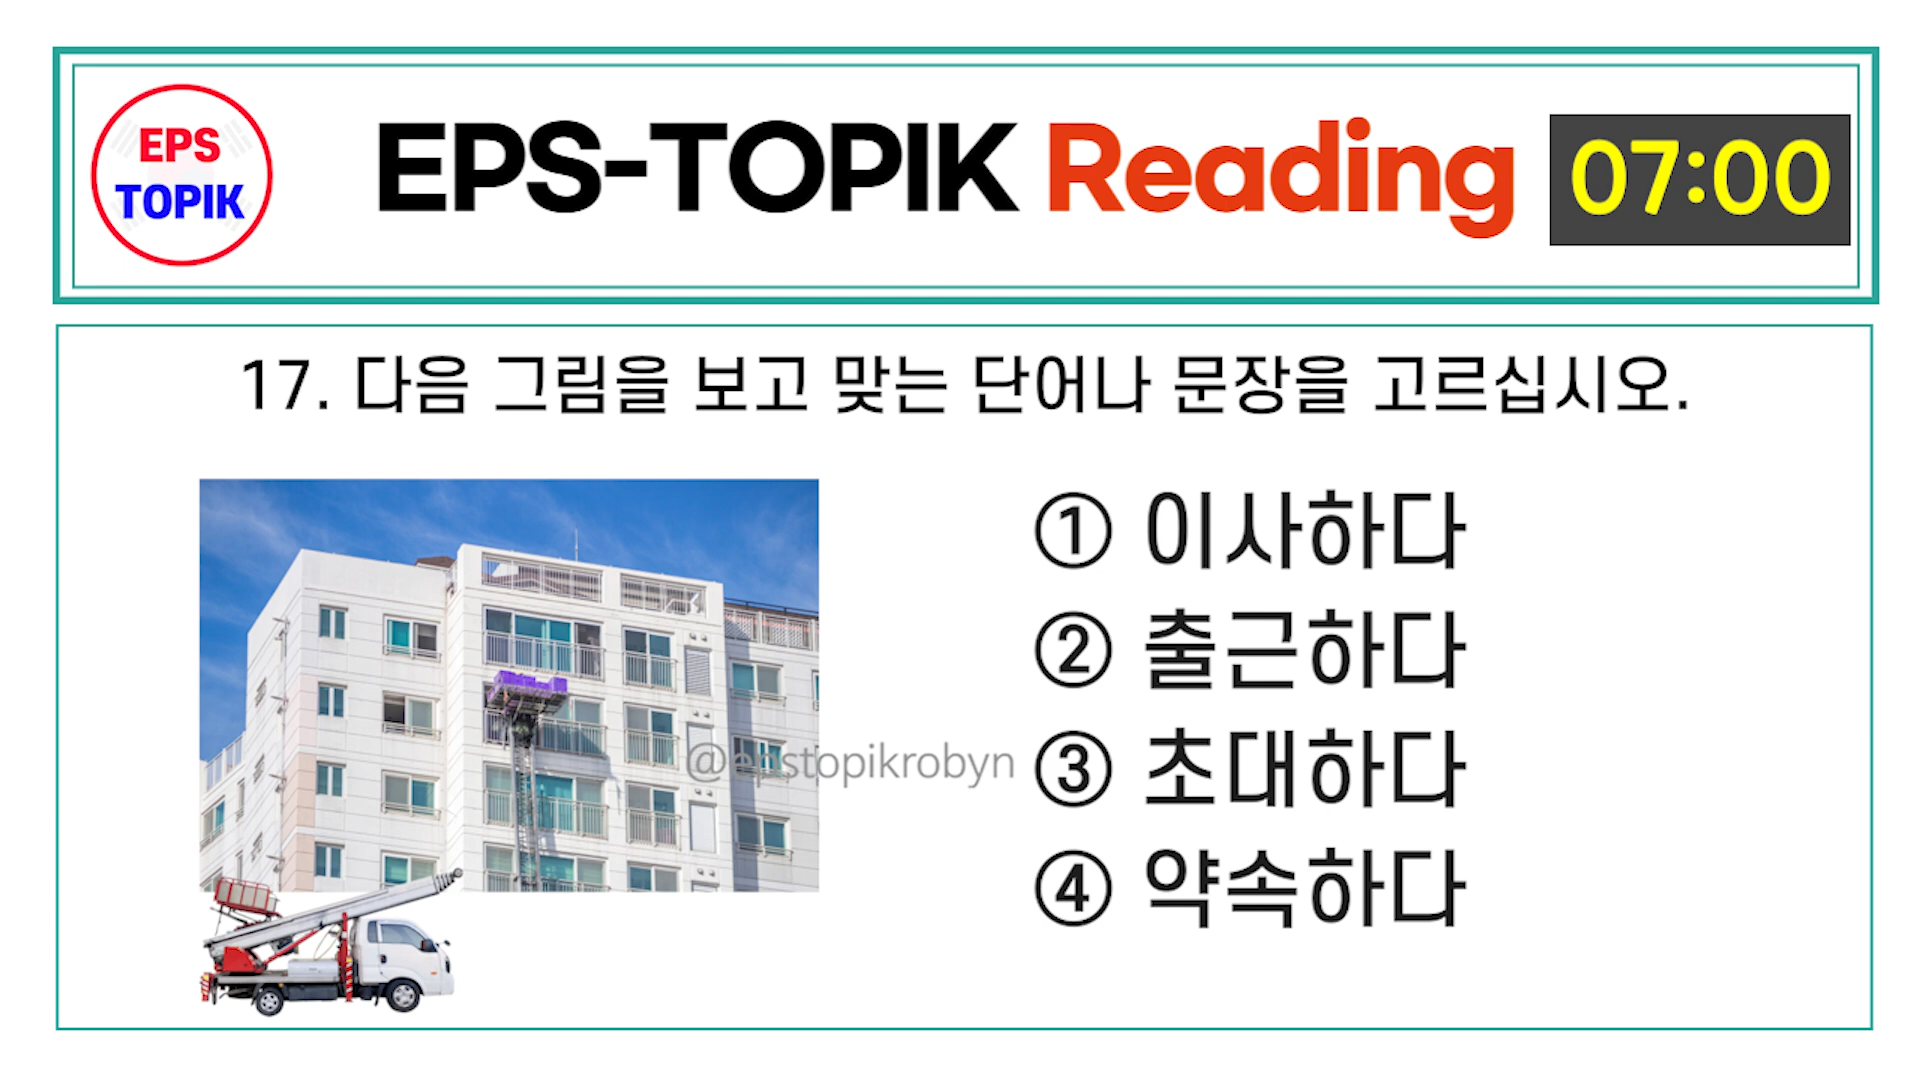 EPS
TOPIK
EPS-TOPIK Reading
07:00
17. 다음 그림을 보고 맞는 단어나 문장을 고르십시오.
① 이사하다
② 출근하다
@epstopikrobyn
③ 초대하다
④ 약속하다